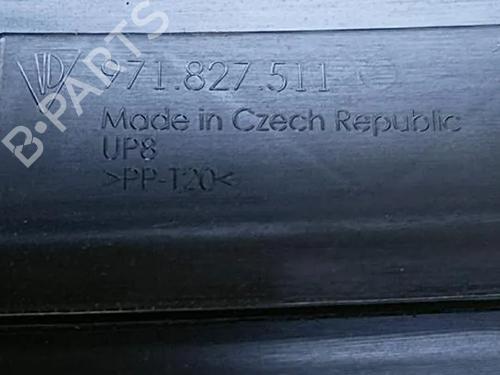 971.827.511
Made in Czech Republic
UP8
>PP-T20<
B-PARTS